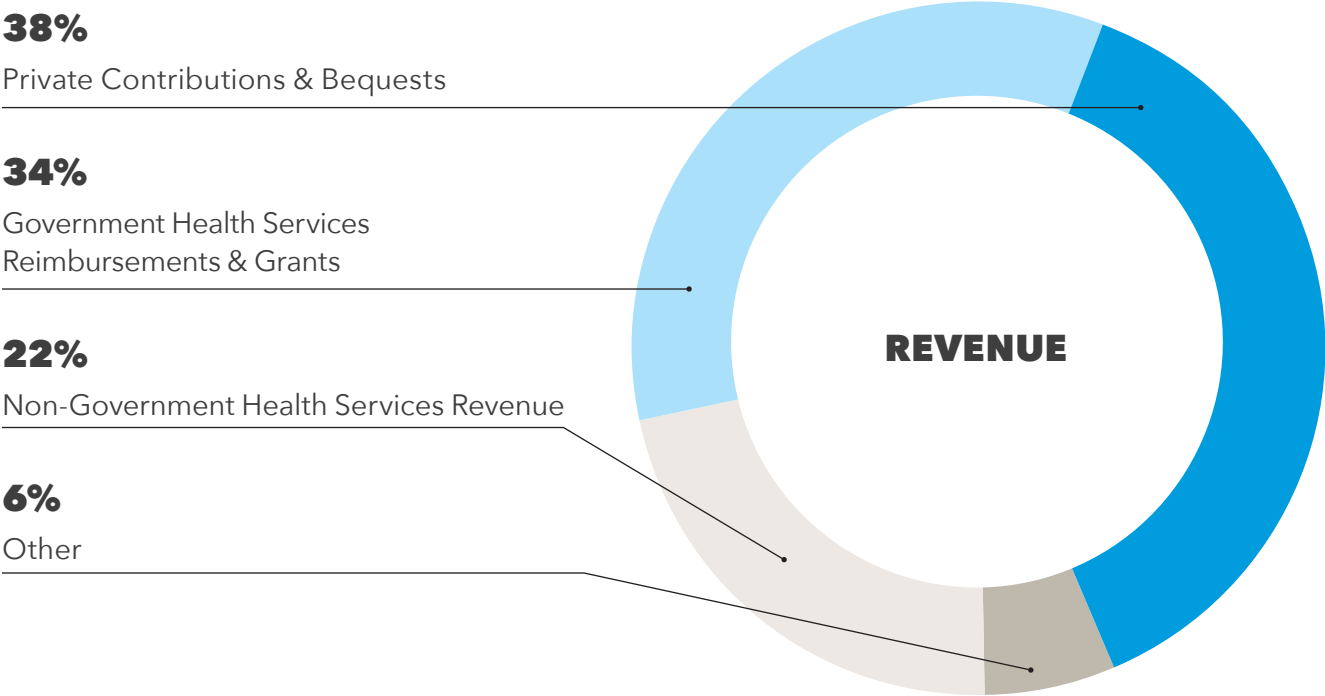 38%
Private Contributions & Bequests
34%
Government Health Services
Reimbursements & Grants
22%
Non-Government Health Services Revenue
6%
Other
REVENUE